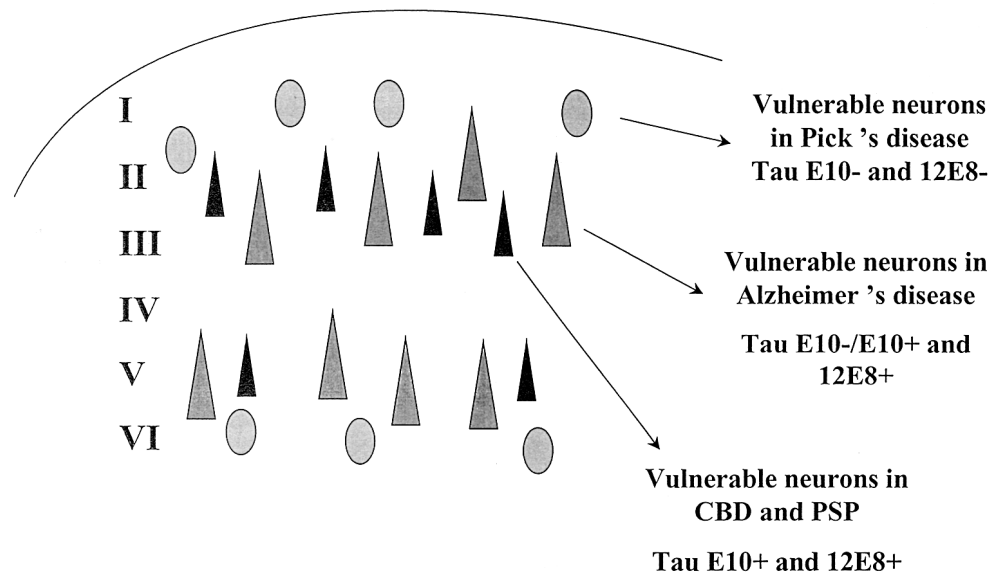 I
II
III
IV
V
VI
Vulnerable neurons
in Pick 's disease
Tau E10- and 12E8-
Vulnerable neurons in
Alzheimer 's disease
Tau E10-/E10+ and
12E8+
Vulnerable neurons in
CBD and PSP
Tau E10+ and 12E8+